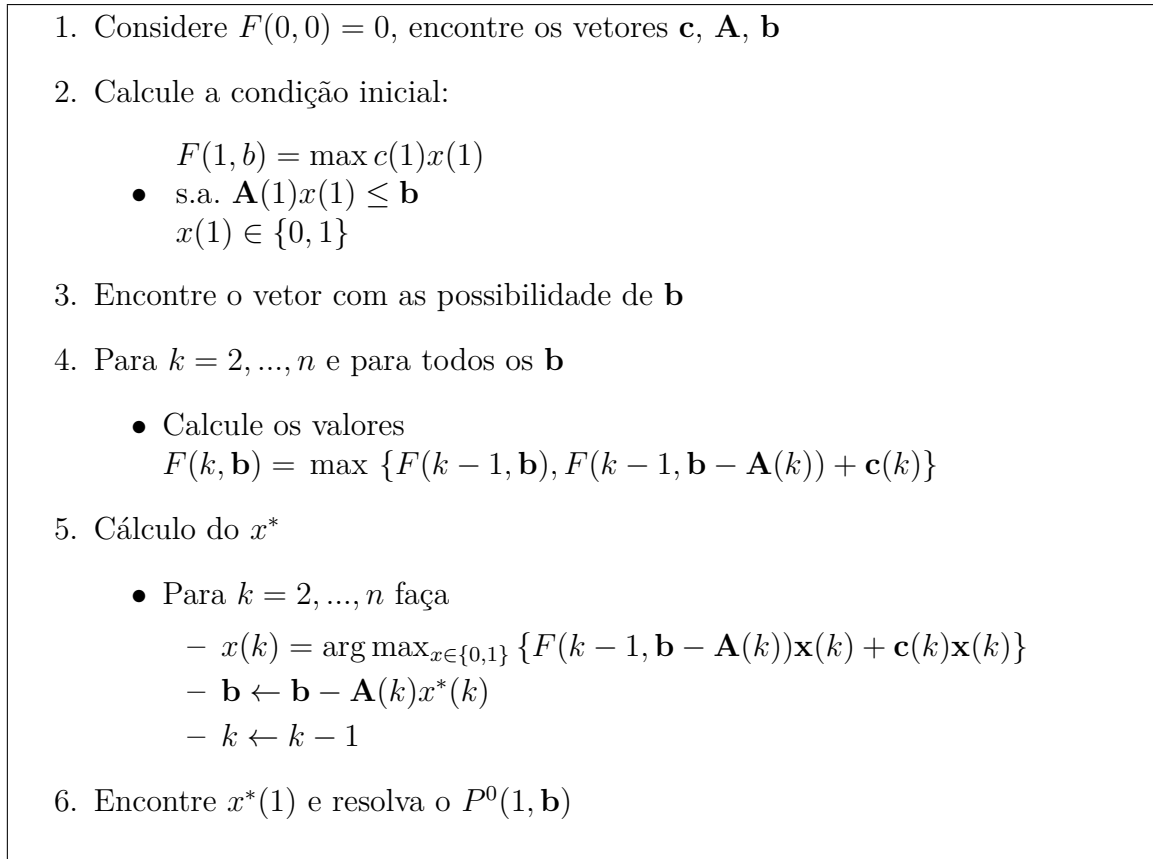 1. Considere F(0, 0) = 0, encontre os vetores c, A, b
2. Calcule a condição inicial:
F(1, b) = max c(1)x(1)
• s.a. A(1)x(1) ≤ b
x(1) ∈ {0, 1}
3. Encontre o vetor com as possibilidade de b
4. Para k = 2, ..., n e para todos os b
• Calcule os valores
F(k, b) = max {F(k − 1, b), F(k − 1, b − A(k)) + c(k)}
5. Cálculo do x*
• Para k = 2, ..., n faça
– x(k) = arg maxₓ∈{0,1} {F(k − 1, b − A(k))x(k) + c(k)x(k)}
– b ← b − A(k)x*(k)
– k ← k − 1
6. Encontre x*(1) e resolva o P⁰(1, b)